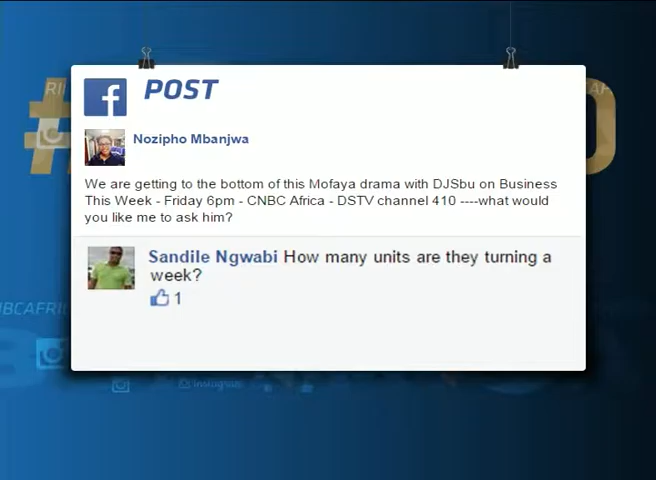 POST
Nozipho Mbanjwa
We are getting to the bottom of this Mofaya drama with DJSbu on Business
This Week - Friday 6pm - CNBC Africa - DSTV channel 410 ----what would
you like me to ask him?
Sandile Ngwabi How many units are they turning a
week?
1
Instagram